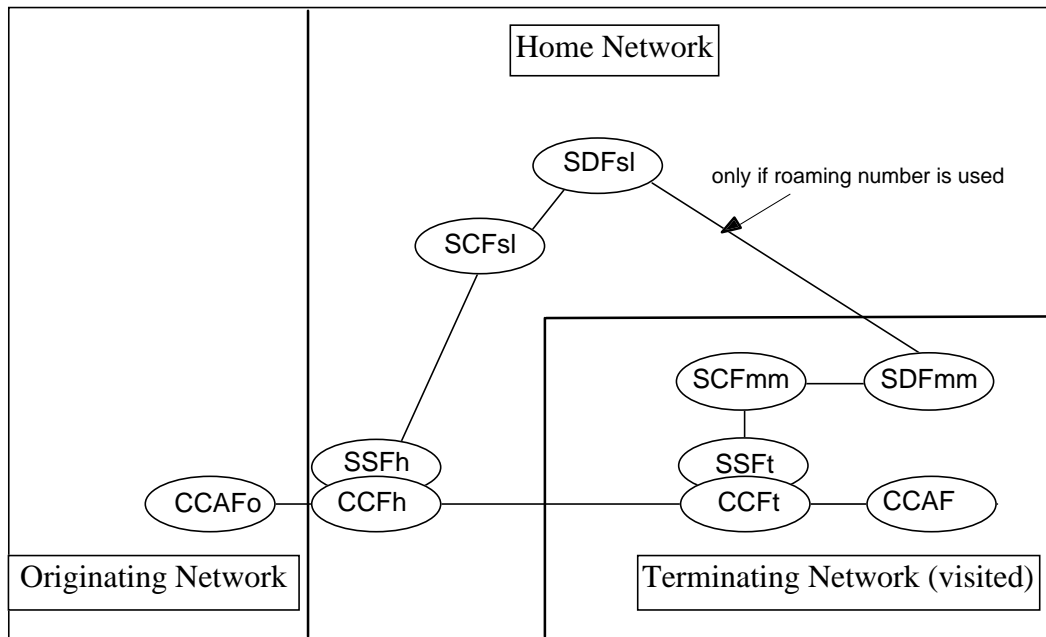 Home Network
SDFsl
only if roaming number is used
SCFsl
SCFmm
SDFmm
SSFh
SSFt
CCAFo
CCFh
CCFt
CCAF
Originating Network
Terminating Network (visited)